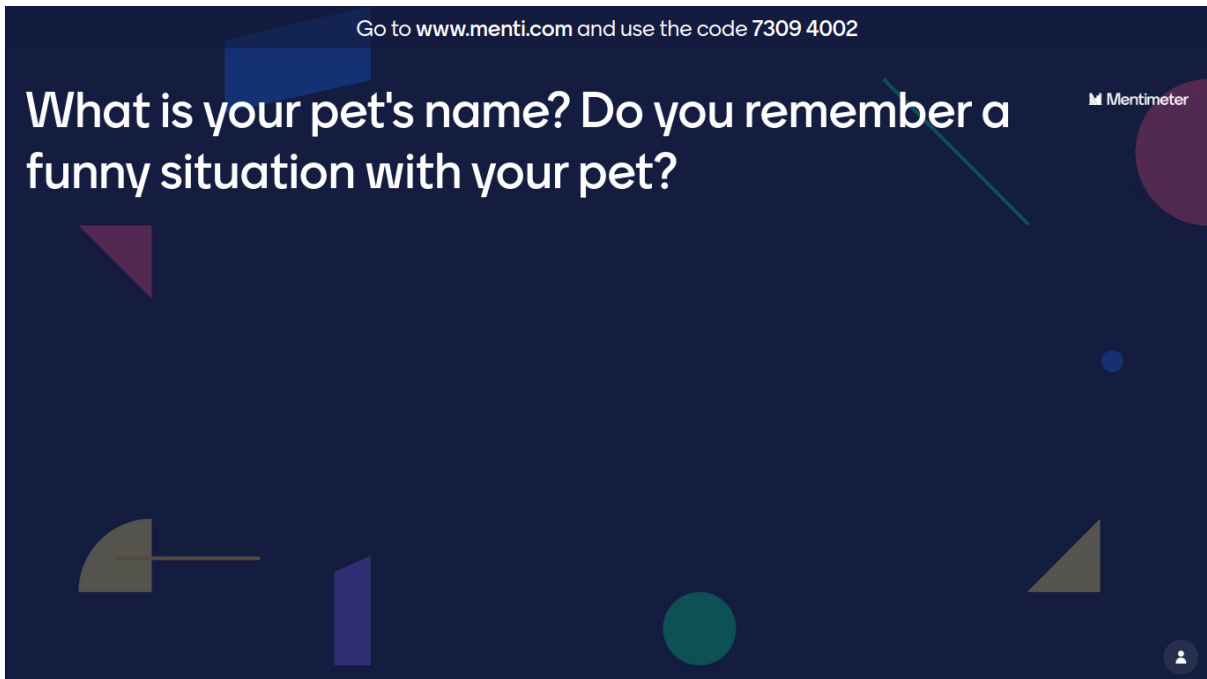 Go to www.menti.com and use the code 7309 4002
What is your pet's name? Do you remember a
funny situation with your pet?
Mentimeter